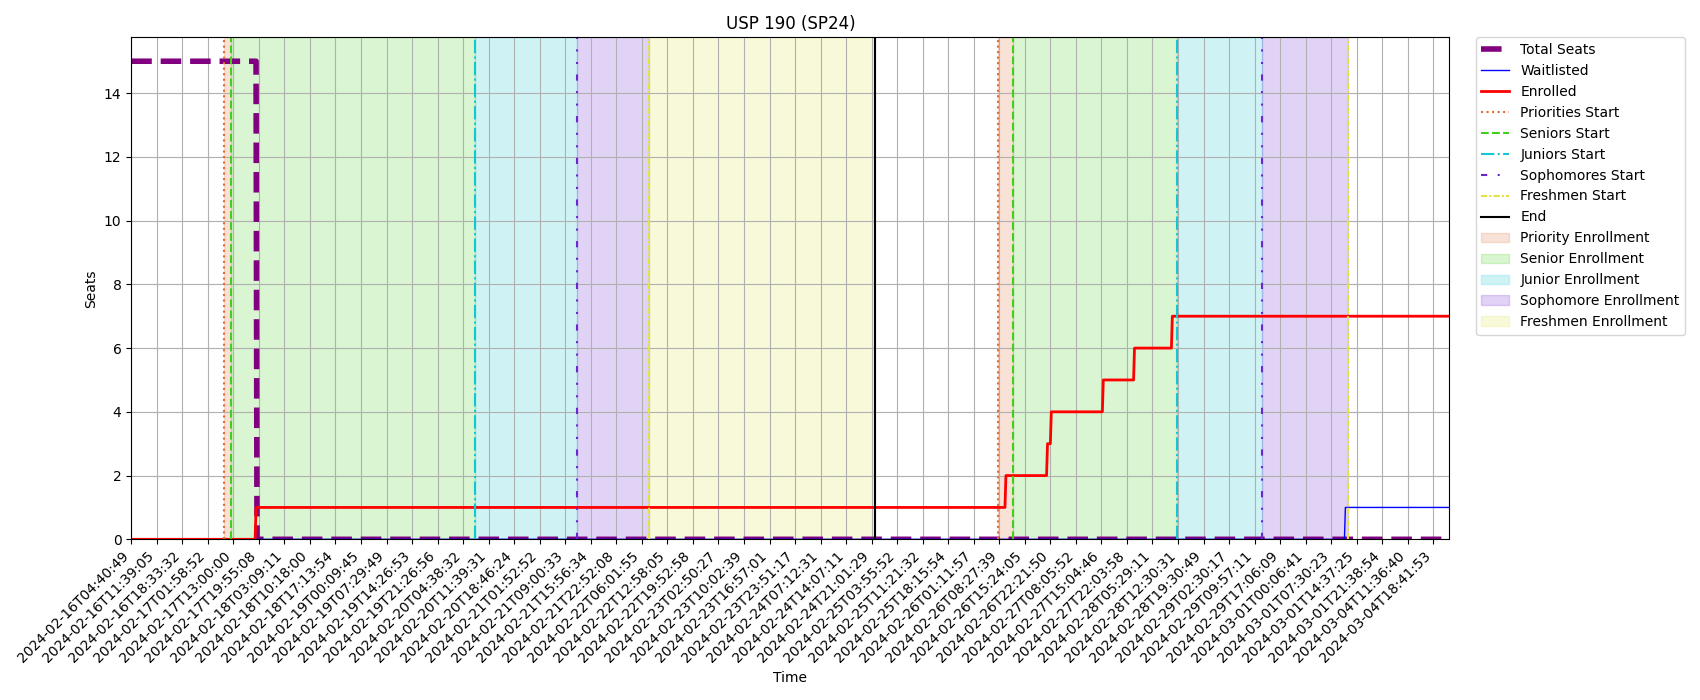 USP 190 (SP24)
Seats
14
12
10
8
6
4
2
0
2024-02-16T04:40:49
2024-02-16T11:39:05
2024-02-16T18:33:32
2024-02-17T01:58:52
2024-02-17T13:00:00
2024-02-17T19:55:08
2024-02-18T03:09:11
2024-02-18T10:18:00
2024-02-18T17:13:54
2024-02-19T00:09:45
2024-02-19T07:29:49
2024-02-19T14:26:53
2024-02-19T21:26:56
2024-02-20T04:38:32
2024-02-20T11:39:31
2024-02-20T18:46:24
2024-02-21T01:52:52
2024-02-21T09:00:33
2024-02-21T15:56:34
2024-02-21T22:52:08
2024-02-22T06:01:55
2024-02-22T12:58:05
2024-02-22T19:52:58
2024-02-23T02:50:27
2024-02-23T10:02:39
2024-02-23T16:57:01
2024-02-23T23:51:17
2024-02-24T07:12:31
2024-02-24T14:07:11
2024-02-24T21:01:29
2024-02-25T03:55:52
2024-02-25T11:21:32
2024-02-25T18:15:54
2024-02-26T01:11:57
2024-02-26T08:27:39
2024-02-26T15:24:05
2024-02-26T22:21:50
2024-02-27T08:05:52
2024-02-27T15:04:46
2024-02-27T22:03:58
2024-02-28T05:29:11
2024-02-28T12:30:31
2024-02-28T19:30:49
2024-02-29T02:30:17
2024-02-29T09:57:11
2024-02-29T17:06:09
2024-03-01T00:06:41
2024-03-01T07:30:23
2024-03-01T14:37:25
2024-03-01T21:38:54
2024-03-04T11:36:40
2024-03-04T18:41:53
Time
Total Seats
Waitlisted
Enrolled
Priorities Start
Seniors Start
Juniors Start
Sophomores Start
Freshmen Start
End
Priority Enrollment
Senior Enrollment
Junior Enrollment
Sophomore Enrollment
Freshmen Enrollment